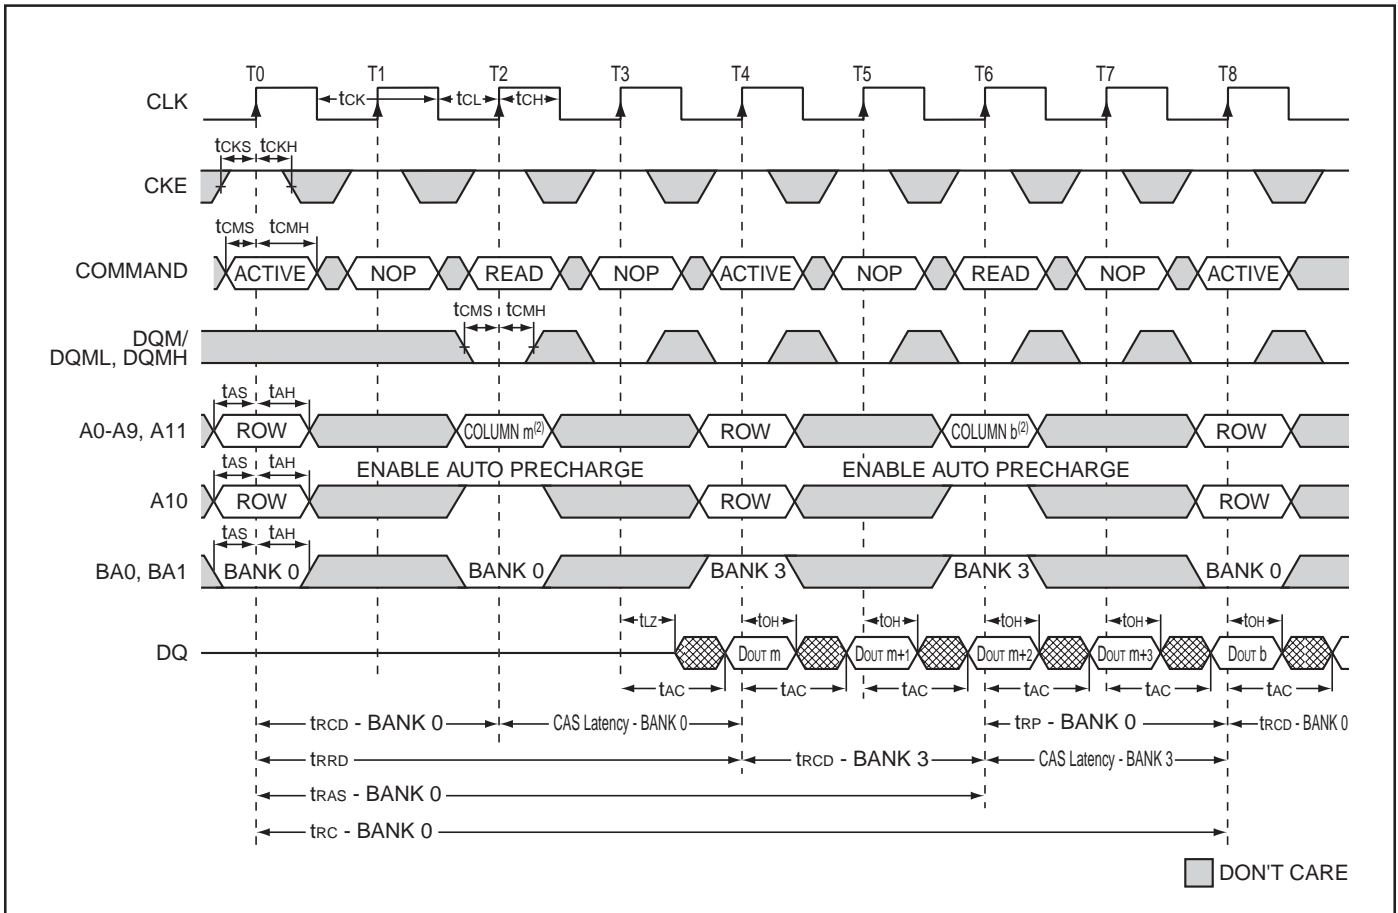 T0 T1 T2 T3 T4 T5 T6 T7 T8
CLK tCK tCL tCH
tCKS tCKH
CKE
tCMS tCMH
COMMAND ACTIVE NOP READ NOP ACTIVE NOP READ NOP ACTIVE
tCMS tCMH
DQM/
DQML, DQMH
tAS tAH
A0-A9, A11 ROW COLUMN m(2) ROW COLUMN b(2) ROW
tAS tAH ENABLE AUTO PRECHARGE ENABLE AUTO PRECHARGE
A10 ROW ROW ROW
tAS tAH
BA0, BA1 BANK 0 BANK 0 BANK 3 BANK 3 BANK 0
tLZ tOH tOH tOH tOH tOH
DQ DOUT m DOUT m+1 DOUT m+2 DOUT m+3 DOUT b
tAC tAC tAC tAC tAC tAC
tRCD - BANK 0 CAS Latency - BANK 0 tRP - BANK 0 tRCD - BANK 0
tRRD tRCD - BANK 3 CAS Latency - BANK 3
tRAS - BANK 0
tRC - BANK 0
DON'T CARE